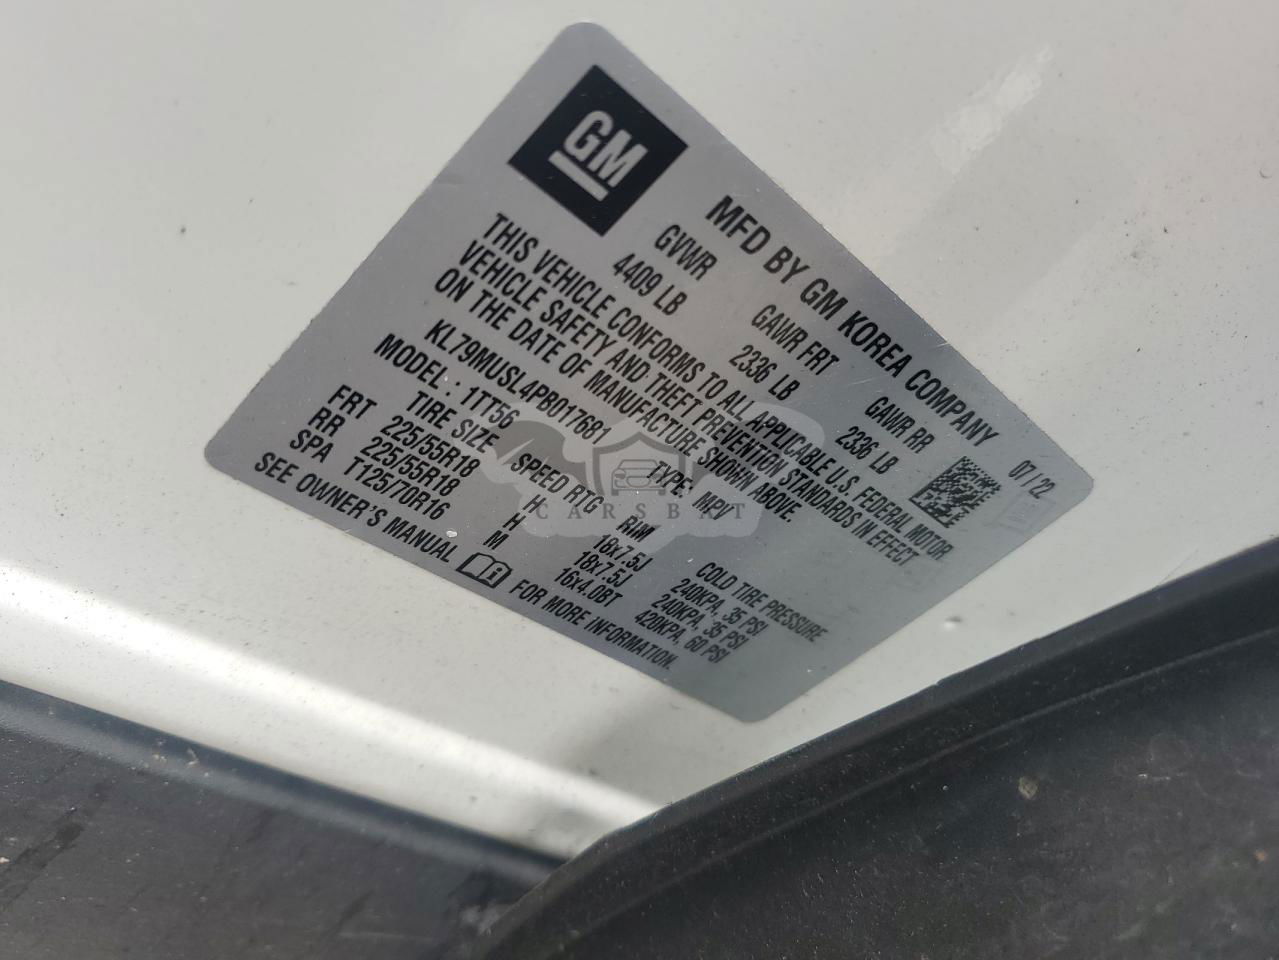 GM
MFD BY GM KOREA COMPANY 07/22
GVWR GAWR FRT GAWR RR
4409 LB 2336 LB 2336 LB
THIS VEHICLE CONFORMS TO ALL APPLICABLE U.S. FEDERAL MOTOR
VEHICLE SAFETY AND THEFT PREVENTION STANDARDS IN EFFECT
ON THE DATE OF MANUFACTURE SHOWN ABOVE.
KL79MUSL4PB017681 TYPE: MPV
MODEL : 1TT56
TIRE SIZE SPEED RTG RIM COLD TIRE PRESSURE
FRT 225/55R18 H 18x7.5J 240KPA, 35 PSI
RR 225/55R18 H 18x7.5J 240KPA, 35 PSI
SPA T125/70R16 M 16x4.0BT 420KPA, 60 PSI
SEE OWNER'S MANUAL FOR MORE INFORMATION.
CARSBAT